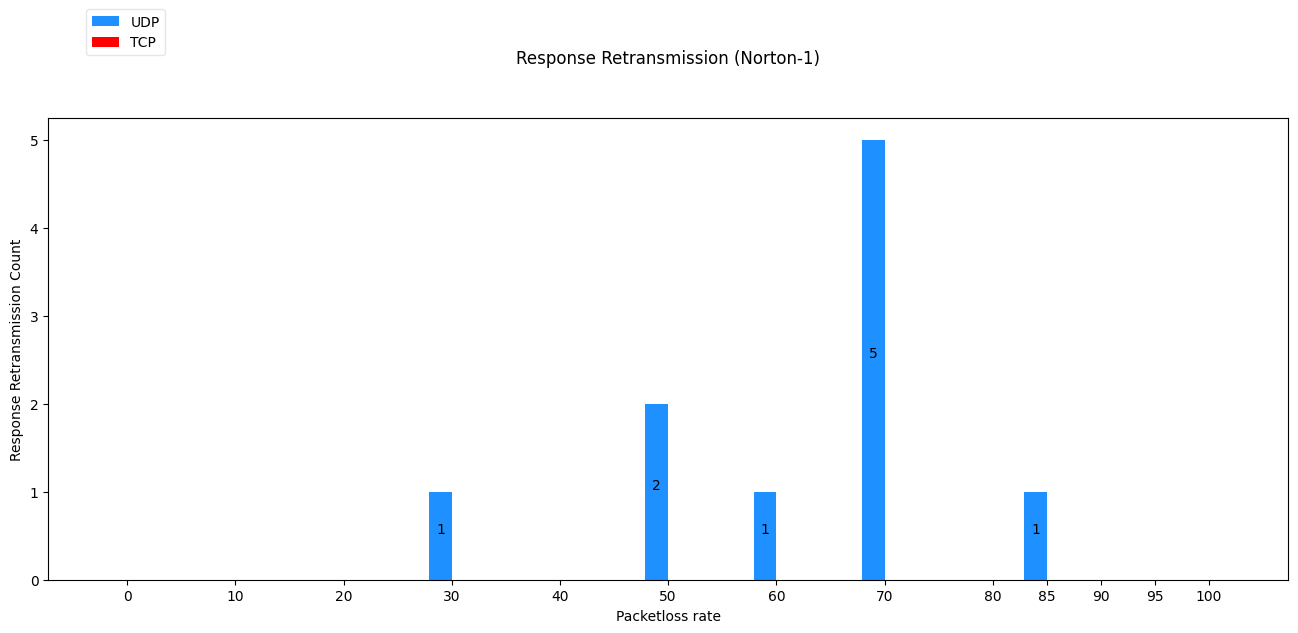 UDP
TCP
Response Retransmission (Norton-1)
Response Retransmission Count
5
4
3
2
1
0
1
2
1
5
1
0 10 20 30 40 50 60 70 80 85 90 95 100
Packetloss rate